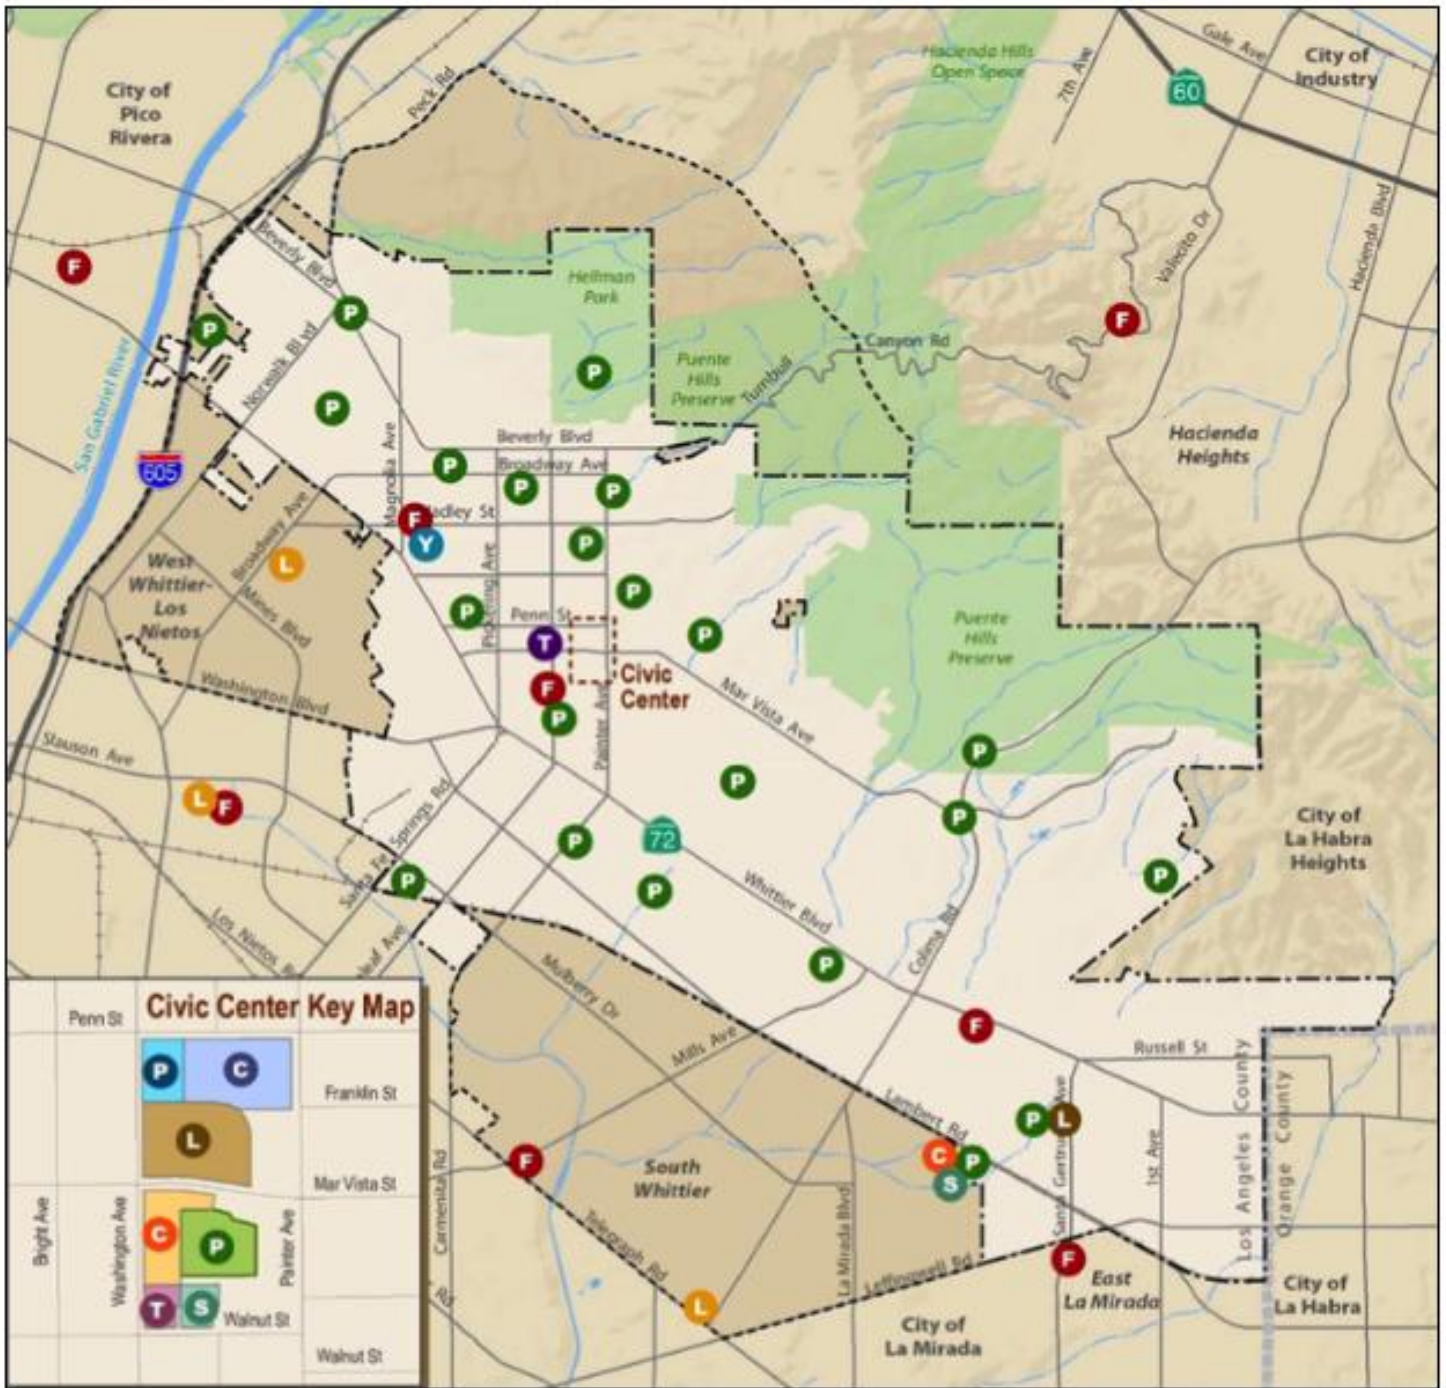 City of
Pico
Rivera
Peck Rd
Hacienda Hills
Open Space
7th Ave
Gale Ave
City of
Industry
60
F
Beverly Blvd
Hellman
Park
Valecito Dr
Hacienda Blvd
P
P
F
San Gabriel River
Norwalk Blvd
P
P
Puente
Hills
Preserve
Turnbull
Canyon Rd
605
Magnolia Ave
Beverly Blvd
Broadway Ave
P
P
P
Hacienda
Heights
F
adley St
Y
P
Broadway Ave
L
West
Whittier-
Los
Nietos
Mines Blvd
P
P
Penn St
T
P
Puente
Hills
Preserve
Civic
Center
F
P
Painter Ave
Washington Blvd
Mar Vista Ave
Slauson Ave
P
P
L
F
Santa Fe Springs Rd
P
72
P
City of
La Habra
Heights
P
P
P
Whittier Blvd
Los Nietos R
leaf Ave
P
Colima Rd
Mulberry Dr
F
Mills Ave
Russell St
Lambert Rd
P
L
Los Angeles County
Orange County
F
South
Whittier
C
P
S
Santa Gertrudes Ave
1st Ave
Carmenita Rd
Telegraph Rd
La Mirada Blvd
Leffingwell Rd
F
East
La Mirada
L
Rd
City of
La Mirada
City of
La Habra
Civic Center Key Map
Penn St
P
C
Franklin St
L
Mar Vista St
Bright Ave
Washington Ave
C
P
Painter Ave
T
S
Walnut St
Walnut St